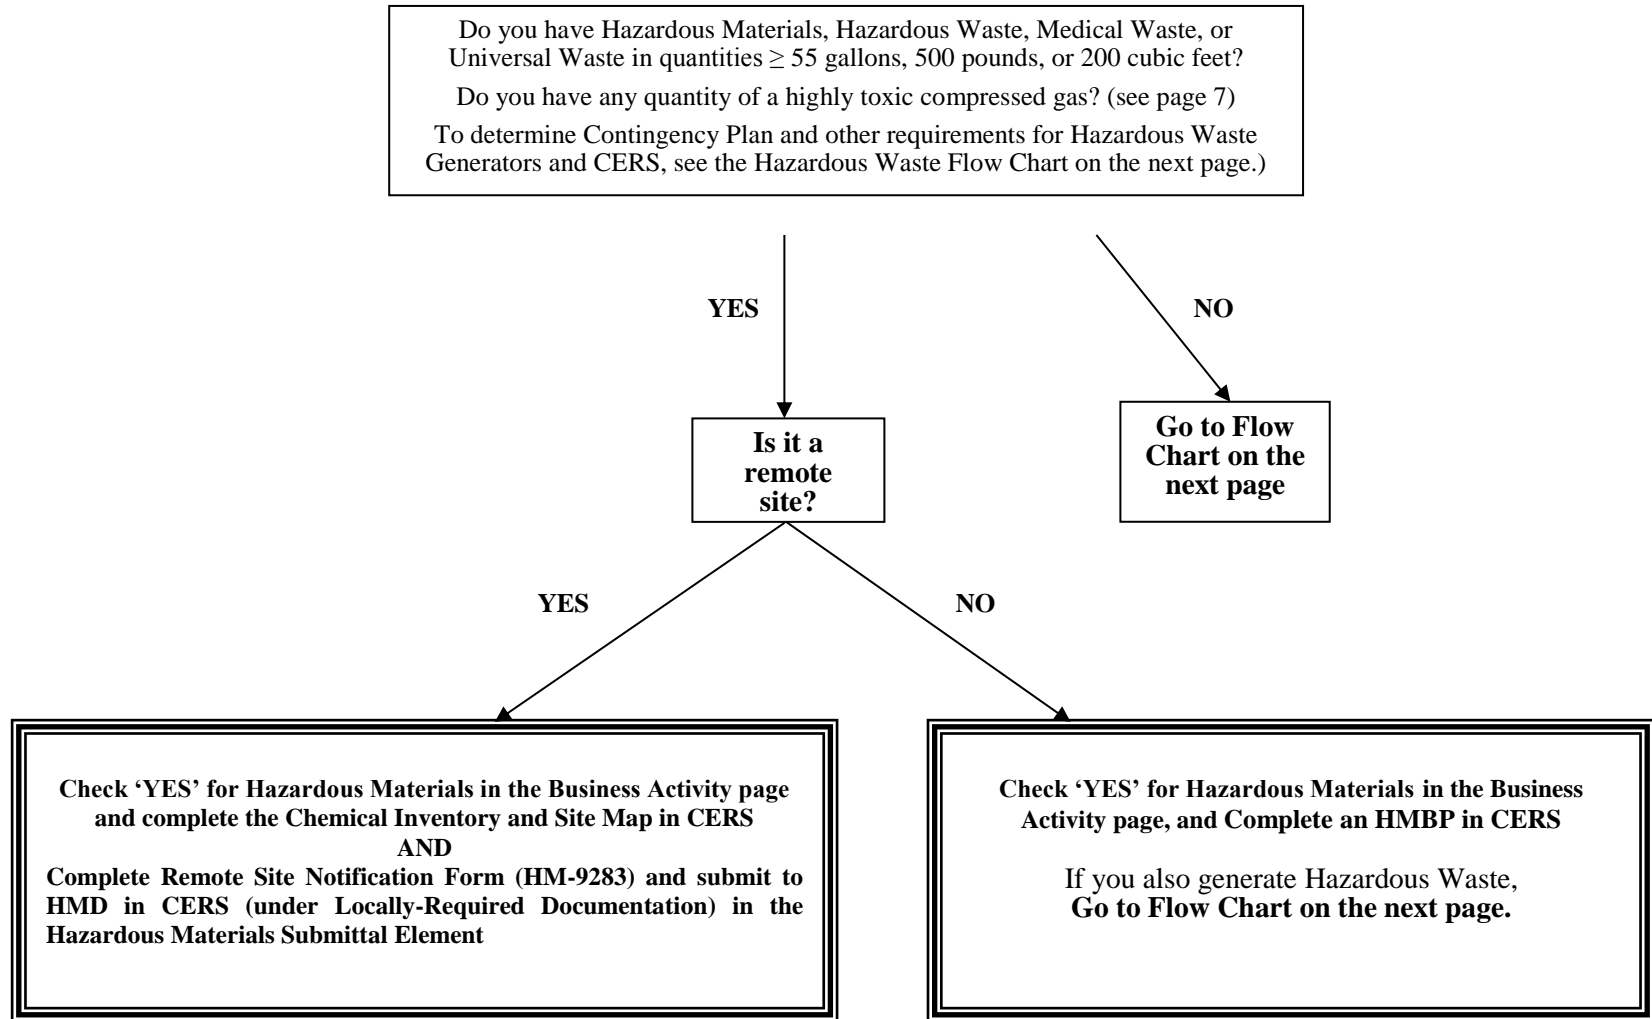 Do you have Hazardous Materials, Hazardous Waste, Medical Waste, or
Universal Waste in quantities ≥ 55 gallons, 500 pounds, or 200 cubic feet?
Do you have any quantity of a highly toxic compressed gas? (see page 7)
To determine Contingency Plan and other requirements for Hazardous Waste
Generators and CERS, see the Hazardous Waste Flow Chart on the next page.)
YES
NO
Is it a
remote
site?
Go to Flow
Chart on the
next page
YES
NO
Check ‘YES’ for Hazardous Materials in the Business Activity page
and complete the Chemical Inventory and Site Map in CERS
AND
Complete Remote Site Notification Form (HM-9283) and submit to
HMD in CERS (under Locally-Required Documentation) in the
Hazardous Materials Submittal Element
Check ‘YES’ for Hazardous Materials in the Business
Activity page, and Complete an HMBP in CERS
If you also generate Hazardous Waste,
Go to Flow Chart on the next page.